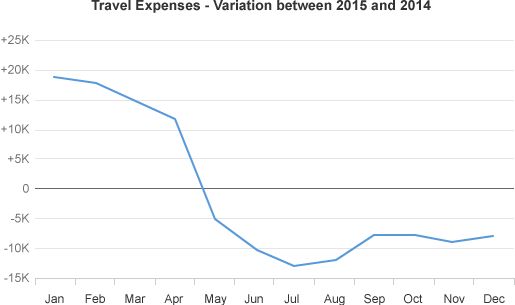 Travel Expenses - Variation between 2015 and 2014
+25K
+20K
+15K
+10K
+5K
0
-5K
-10K
-15K
Jan Feb Mar Apr May Jun Jul Aug Sep Oct Nov Dec